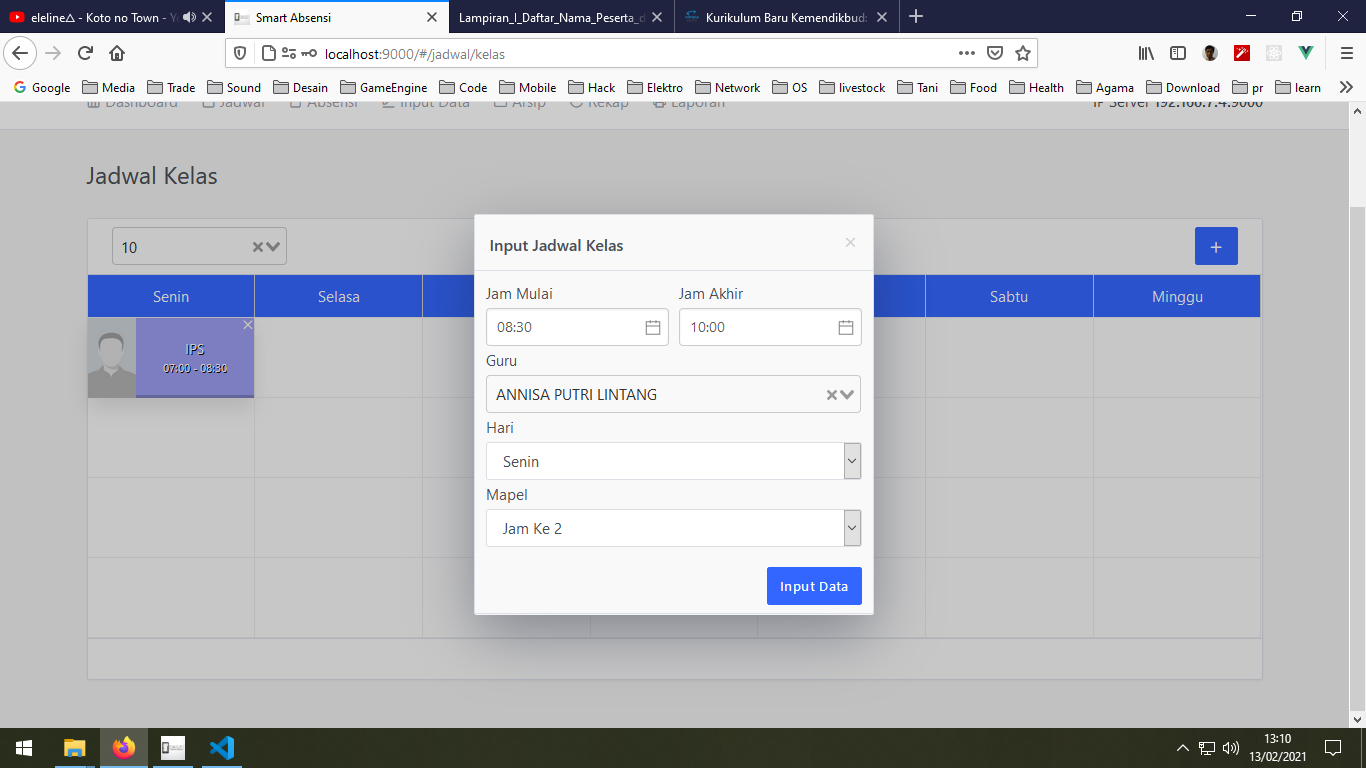 eleline△ - Koto no Town - Yo
Smart Absensi
Lampiran_I_Daftar_Nama_Peserta_d
Kurikulum Baru Kemendikbud:
localhost:9000/#/jadwal/kelas
Google Media Trade Sound Desain GameEngine Code Mobile Hack Elektro Network OS livestock Tani Food Health Agama Download pr learn
Dashboard Jadwal Absensi Input Data Arsip Rekap Laporan IP Server 192.168.7.4:9000
Jadwal Kelas
10
+
Senin Selasa Sabtu Minggu
IPS
07:00 - 08:30
Input Jadwal Kelas
Jam Mulai Jam Akhir
08:30 10:00
Guru
ANNISA PUTRI LINTANG
Hari
Senin
Mapel
Jam Ke 2
Input Data
13:10
13/02/2021